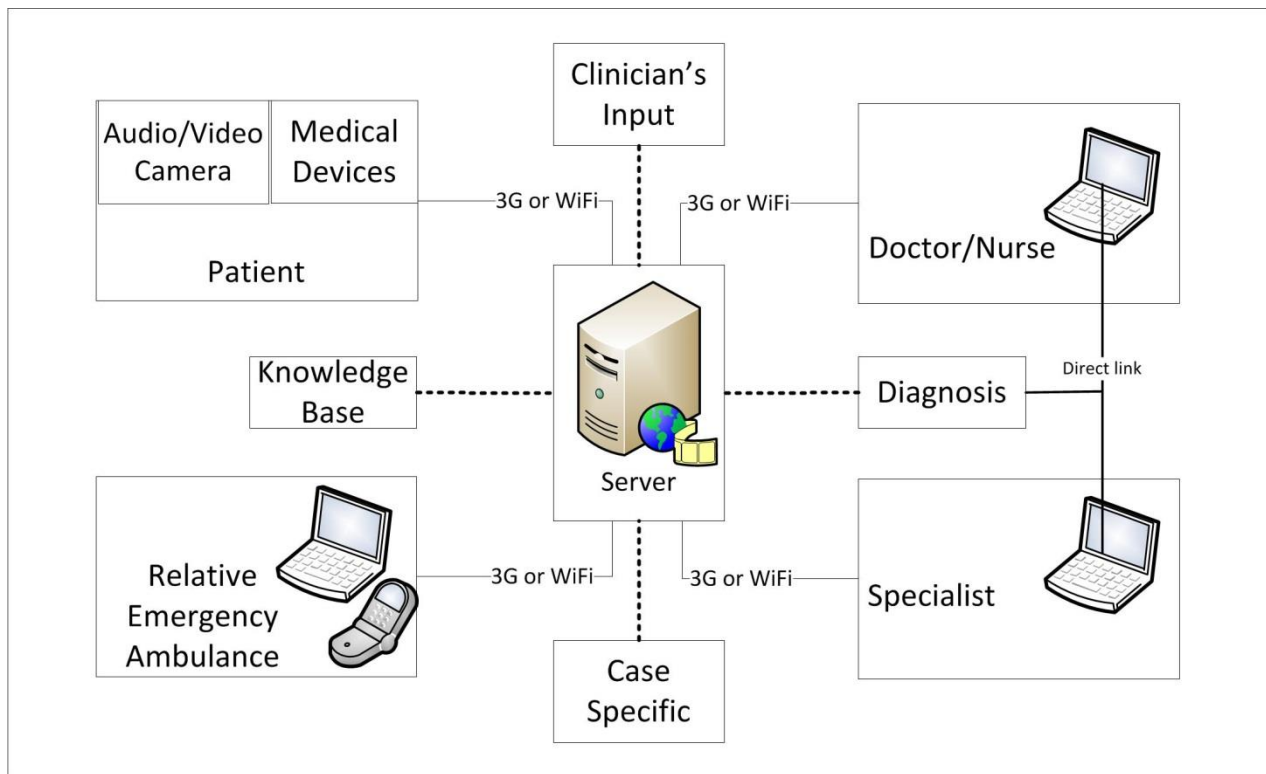 Clinician's
Input
Audio/Video
Camera
Medical
Devices
Patient
3G or WiFi
3G or WiFi
Doctor/Nurse
Knowledge
Base
Server
Diagnosis
Direct link
Relative
Emergency
Ambulance
3G or WiFi
3G or WiFi
Specialist
Case
Specific